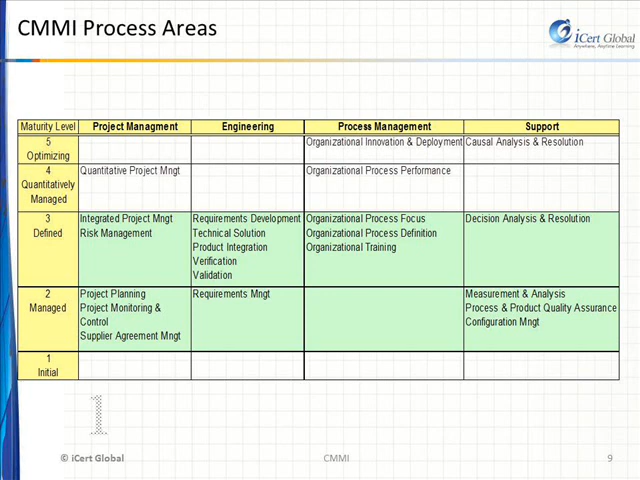 CMMI Process Areas
iCert Global
Anywhere, Anytime Learning
Maturity Level Project Managment Engineering Process Management Support
5
Optimizing
Organizational Innovation & Deployment
Causal Analysis & Resolution
4
Quantitatively
Managed
Quantitative Project Mngt
Organizational Process Performance
3
Defined
Integrated Project Mngt
Risk Management
Requirements Development
Technical Solution
Product Integration
Verification
Validation
Organizational Process Focus
Organizational Process Definition
Organizational Training
Decision Analysis & Resolution
2
Managed
Project Planning
Project Monitoring &
Control
Supplier Agreement Mngt
Requirements Mngt
Measurement & Analysis
Process & Product Quality Assurance
Configuration Mngt
1
Initial
1
© iCert Global
CMMI
9